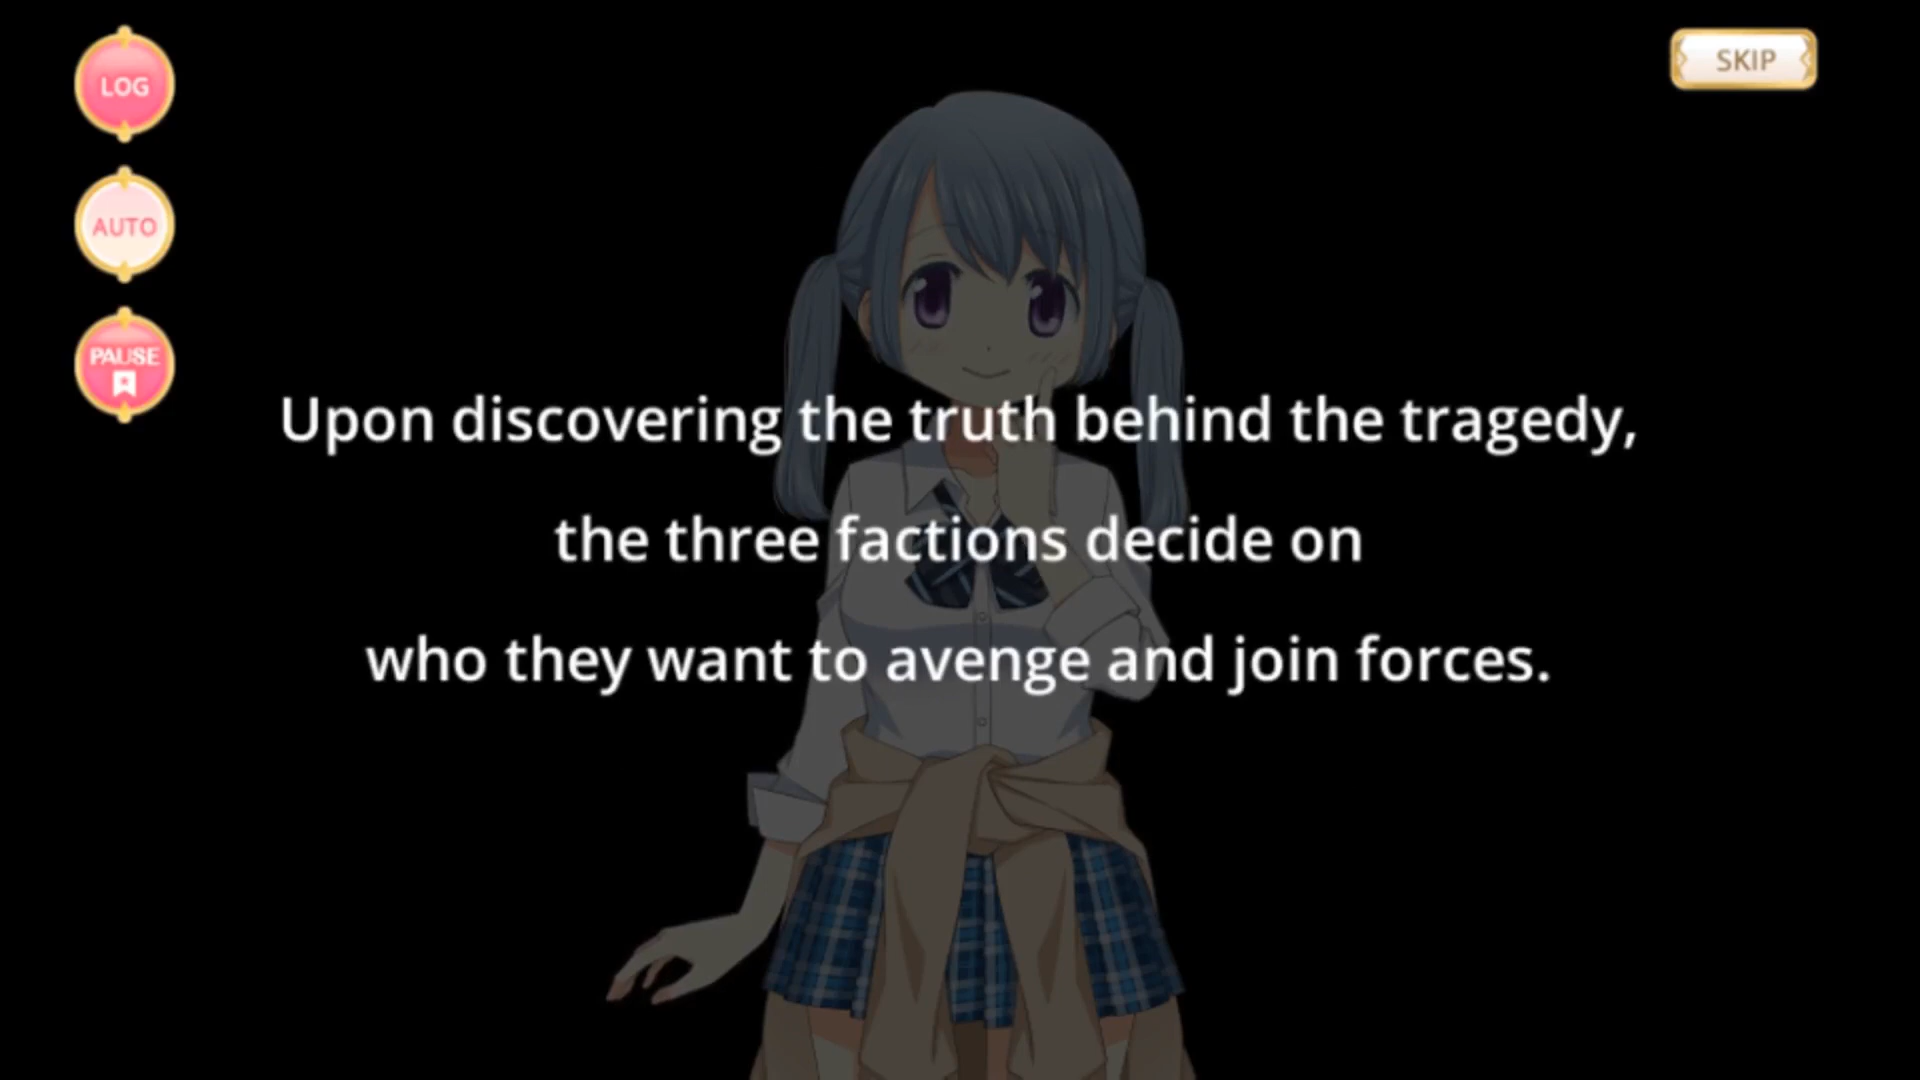 LOG
SKIP
AUTO
PAUSE
Upon discovering the truth behind the tragedy,
the three factions decide on
who they want to avenge and join forces.